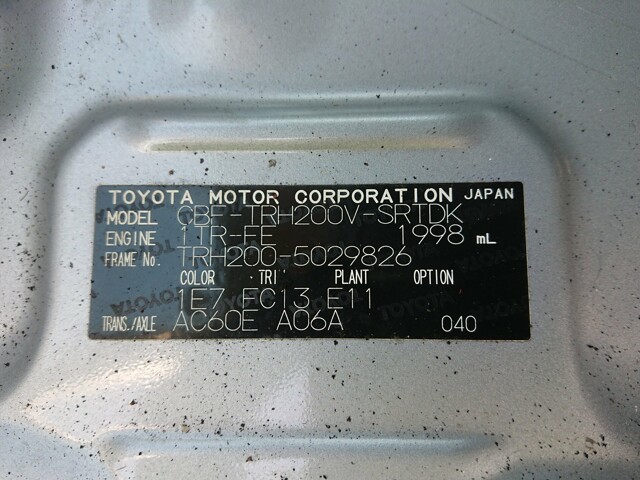 TOYOTA MOTOR CORPORATION JAPAN
MODEL CBF-TRH200V-SRTDK
ENGINE 1TR-FE 1998 mL
FRAME No. TRH200-5029826
COLOR TRIM PLANT OPTION
1E7 FC13 E11
TRANS./AXLE AC60E A06A 040